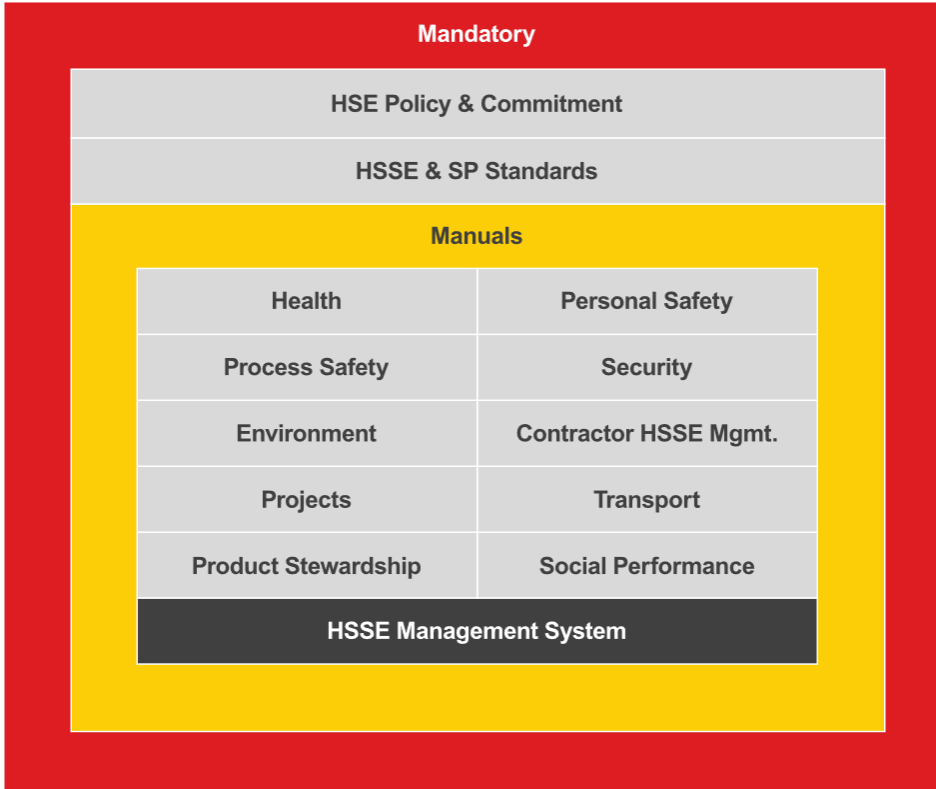 Mandatory
HSE Policy & Commitment
HSSE & SP Standards
Manuals
Health
Personal Safety
Process Safety
Security
Environment
Contractor HSSE Mgmt.
Projects
Transport
Product Stewardship
Social Performance
HSSE Management System